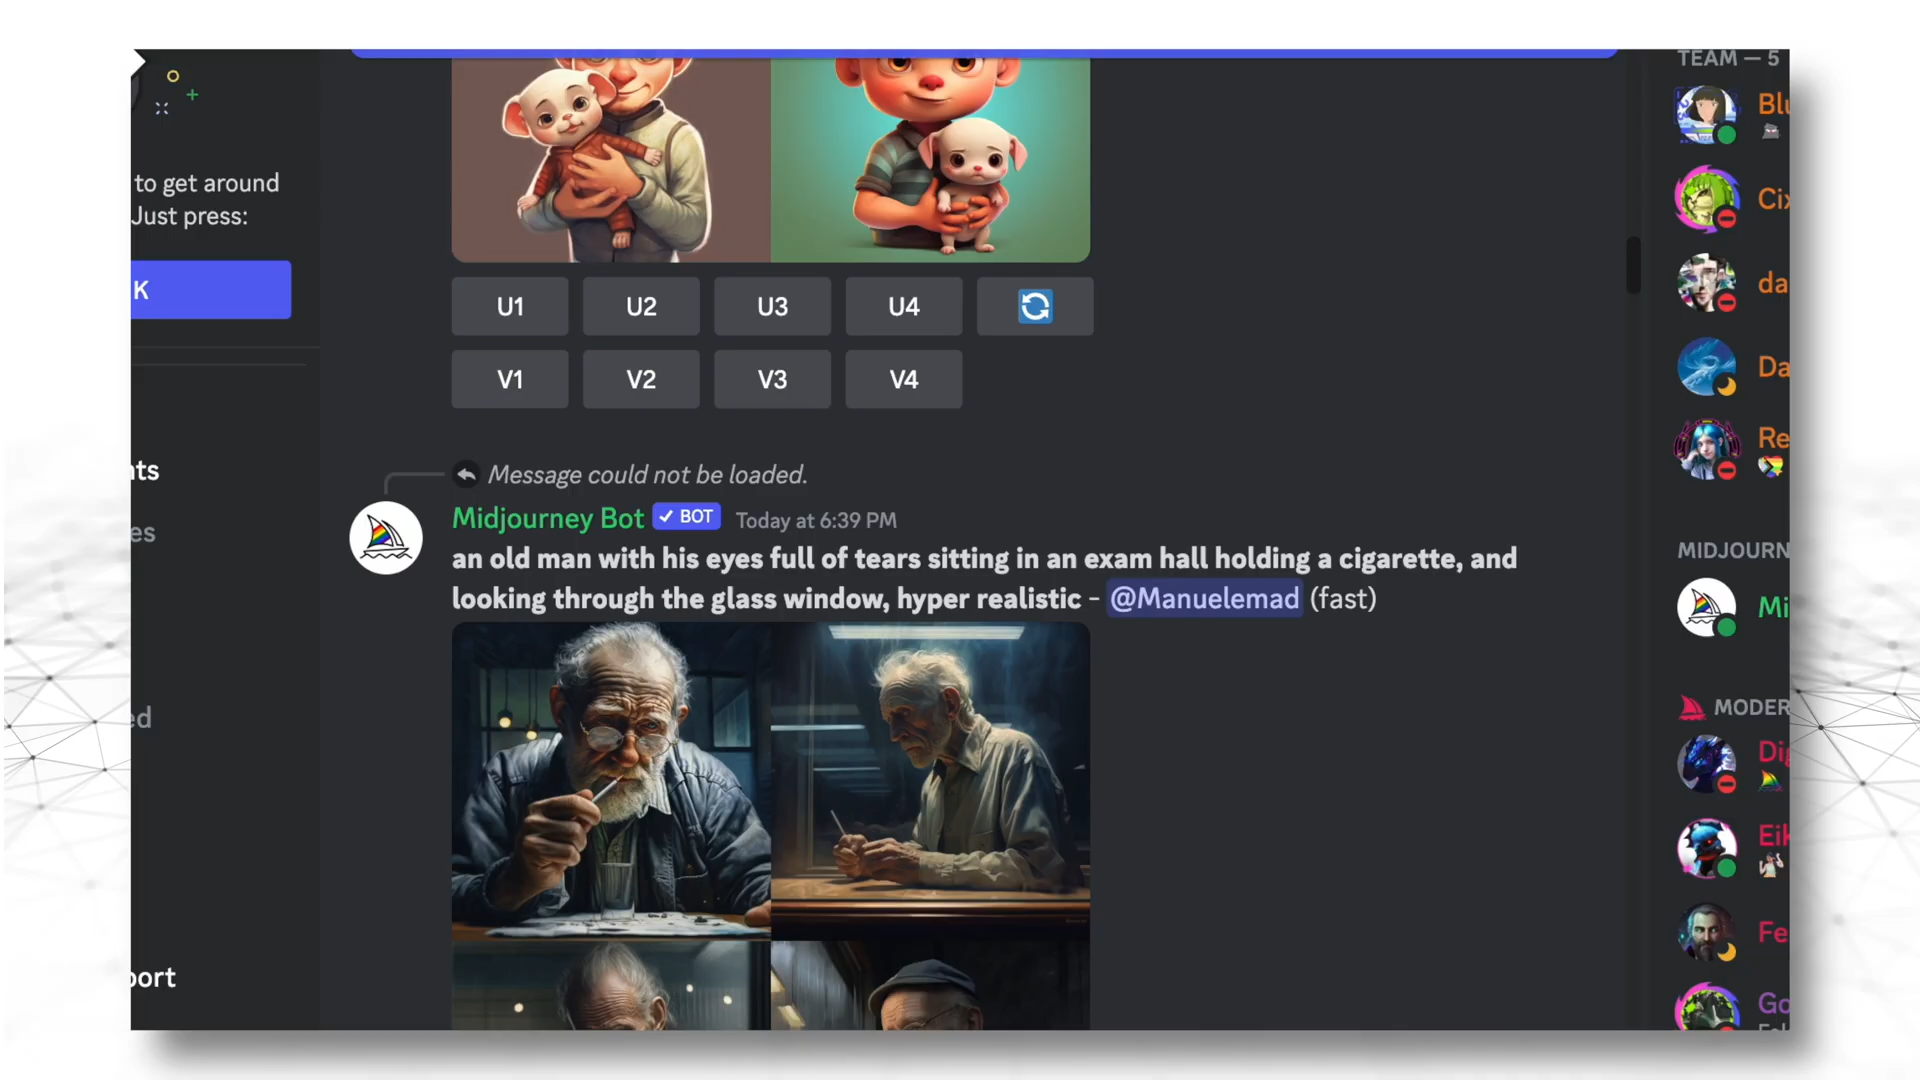 to get around
Just press:
K
U1 U2 U3 U4
V1 V2 V3 V4
Message could not be loaded.
Midjourney Bot BOT Today at 6:39 PM
an old man with his eyes full of tears sitting in an exam hall holding a cigarette, and
looking through the glass window, hyper realistic - @Manuelemad (fast)
TEAM — 5
Blu
Cix
da
Da
Re
MIDJOURN
Mi
MODER
Dig
Eik
Fe
Go
nts
es
ed
port